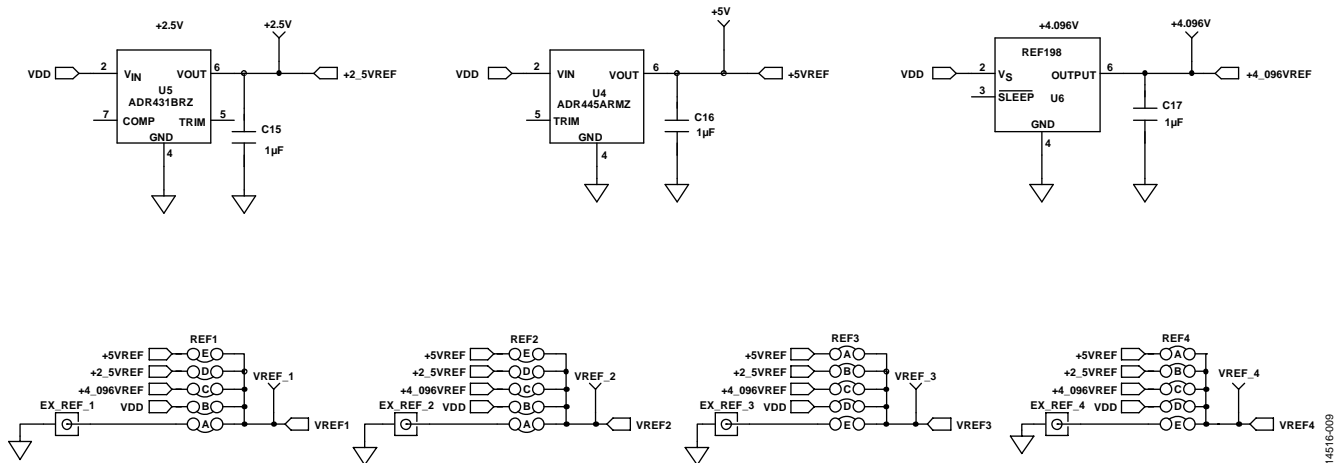 +2.5V
+2.5V
VDD
2
VIN
VOUT
6
+2_5VREF
U5
ADR431BRZ
7
COMP
TRIM
5
GND
4
C15
1µF
+5V
VDD
2
VIN
VOUT
6
+5VREF
U4
ADR445ARMZ
5
TRIM
GND
4
C16
1µF
+4.096V
+4.096V
REF198
VDD
2
VS
OUTPUT
6
+4_096VREF
3
SLEEP
U6
GND
4
C17
1µF
REF1
+5VREF
E
+2_5VREF
D
+4_096VREF
C
VREF_1
EX_REF_1
VDD
B
A
VREF1
REF2
+5VREF
E
+2_5VREF
D
+4_096VREF
C
VREF_2
EX_REF_2
VDD
B
A
VREF2
REF3
+5VREF
A
+2_5VREF
B
+4_096VREF
C
VREF_3
EX_REF_3
VDD
D
E
VREF3
REF4
+5VREF
A
+2_5VREF
B
+4_096VREF
C
VREF_4
EX_REF_4
VDD
D
E
VREF4
14516-009